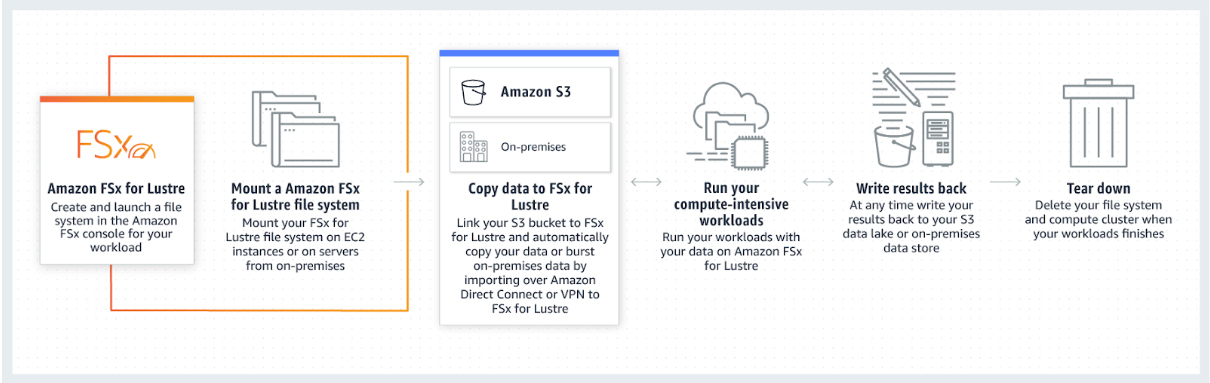 FSx
Amazon FSx for Lustre
Create and launch a file
system in the Amazon
FSx console for your
workload
Mount a Amazon FSx
for Lustre file system
Mount your FSx for
Lustre file system on EC2
instances or on servers
from on-premises
Amazon S3
On-premises
Copy data to FSx for
Lustre
Link your S3 bucket to FSx
for Lustre and automatically
copy your data or burst
on-premises data by
importing over Amazon
Direct Connect or VPN to
FSx for Lustre
Run your
compute-intensive
workloads
Run your workloads with
your data on Amazon FSx
for Lustre
Write results back
At any time write your
results back to your S3
data lake or on-premises
data store
Tear down
Delete your file system
and compute cluster when
your workloads finishes